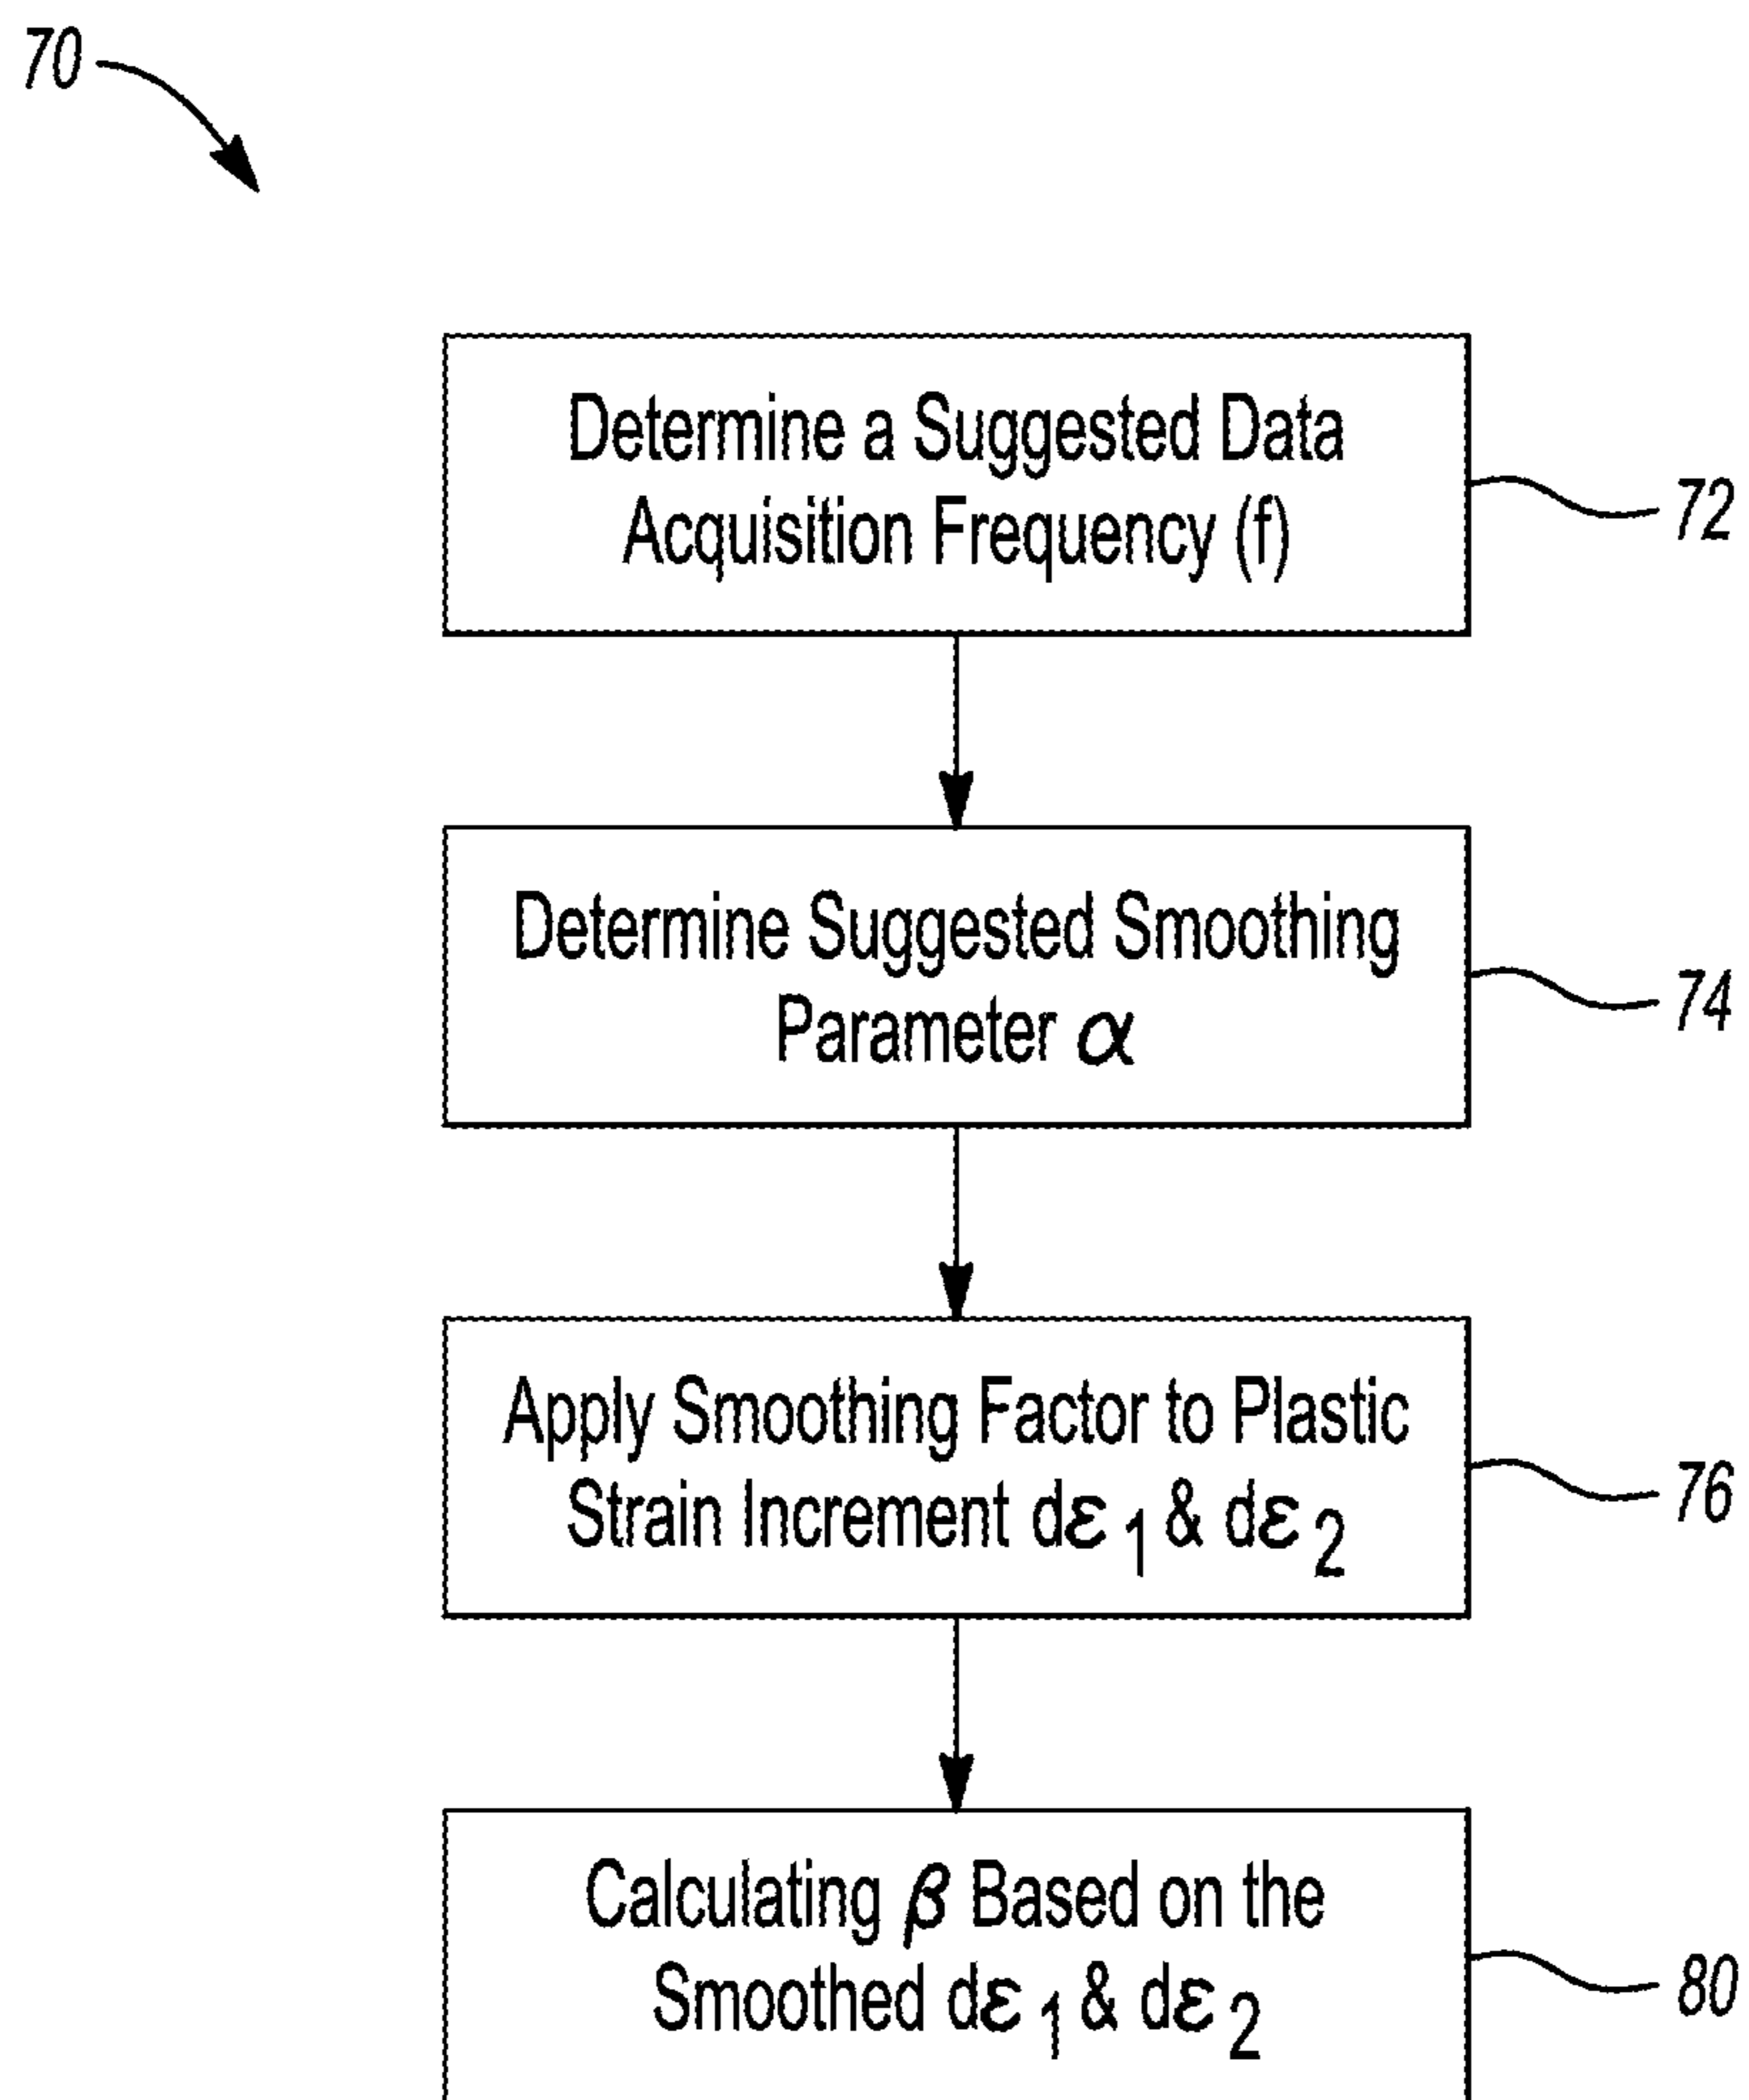 70
Determine a Suggested Data
Acquisition Frequency (f)
72
Determine Suggested Smoothing
Parameter α
74
Apply Smoothing Factor to Plastic
Strain Increment dε1 & dε2
76
Calculating β Based on the
Smoothed dε1 & dε2
80